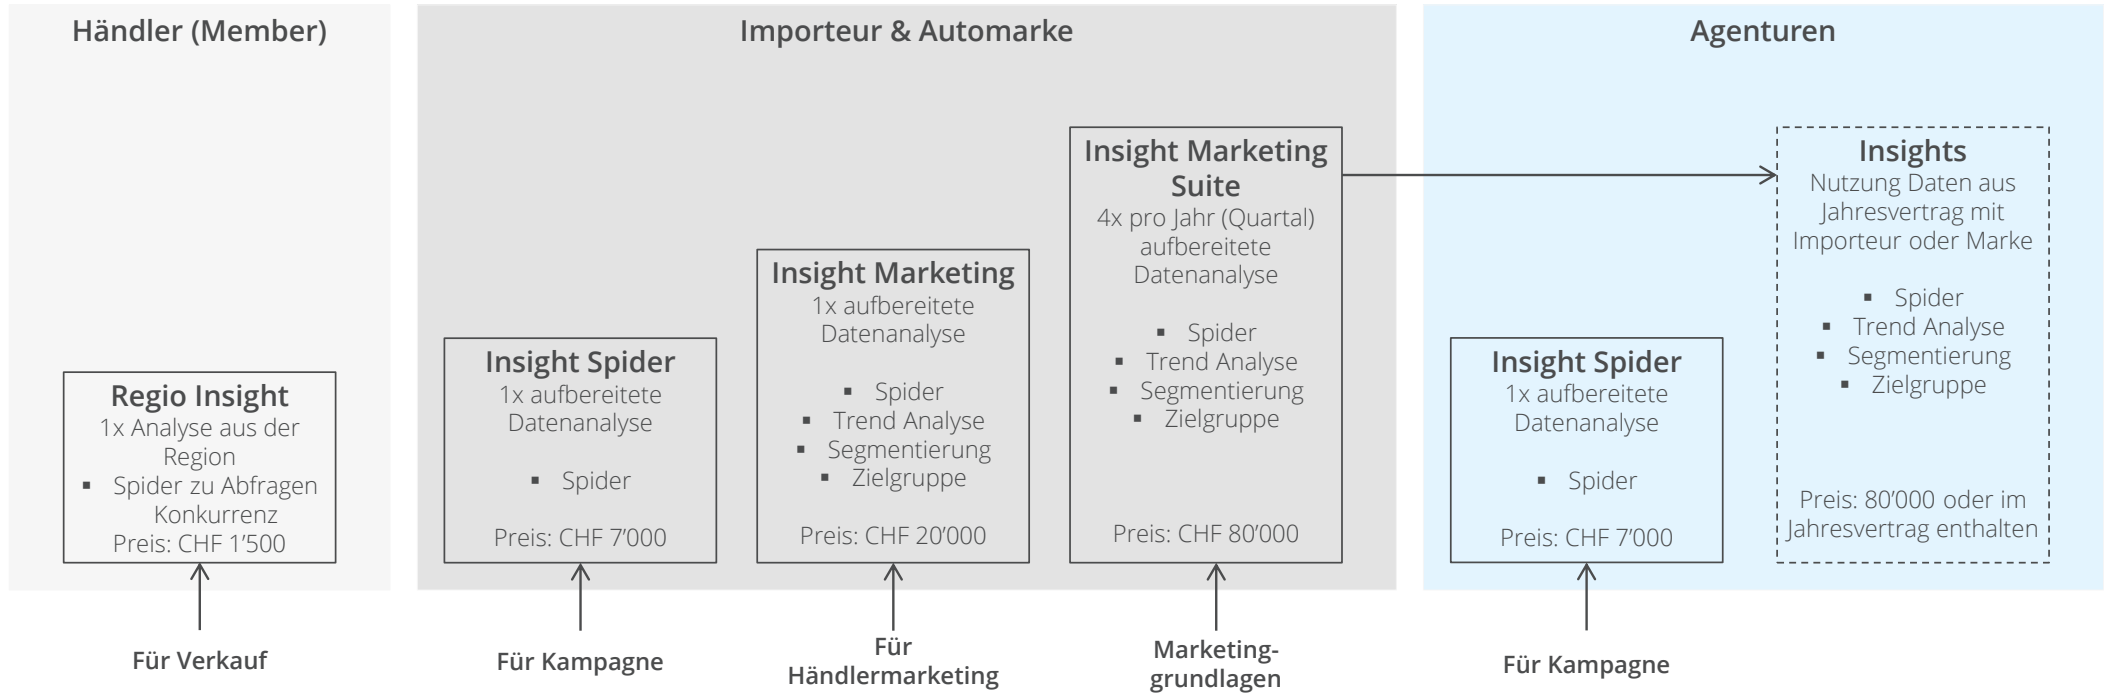 Händler (Member)
Regio Insight
1x Analyse aus der
Region
▪ Spider zu Abfragen
Konkurrenz
Preis: CHF 1’500
Für Verkauf
Importeur & Automarke
Insight Spider
1x aufbereitete
Datenanalyse
▪ Spider
Preis: CHF 7’000
Für Kampagne
Insight Marketing
1x aufbereitete
Datenanalyse
▪ Spider
▪ Trend Analyse
▪ Segmentierung
▪ Zielgruppe
Preis: CHF 20’000
Für
Händlermarketing
Insight Marketing
Suite
4x pro Jahr (Quartal)
aufbereitete
Datenanalyse
▪ Spider
▪ Trend Analyse
▪ Segmentierung
▪ Zielgruppe
Preis: CHF 80’000
Marketing-
grundlagen
Agenturen
Insight Spider
1x aufbereitete
Datenanalyse
▪ Spider
Preis: CHF 7’000
Für Kampagne
Insights
Nutzung Daten aus
Jahresvertrag mit
Importeur oder Marke
▪ Spider
▪ Trend Analyse
▪ Segmentierung
▪ Zielgruppe
Preis: 80’000 oder im
Jahresvertrag enthalten